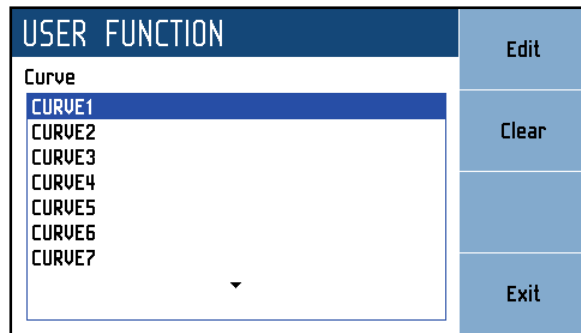 USER FUNCTION
Curve
CURVE1
CURVE2
CURVE3
CURVE4
CURVE5
CURVE6
CURVE7
Edit
Clear
Exit